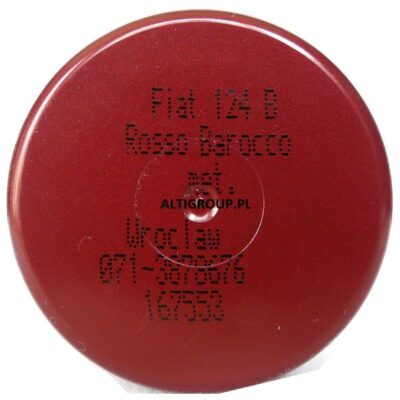 Fiat 124 B
Rosso Barocco
met.
ALTIGROUP.PL
Wroclaw
071-3878676
167553